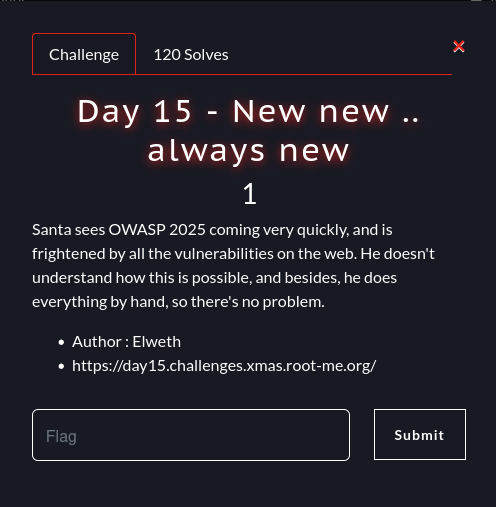 Challenge
120 Solves
Day 15 - New new ..
always new
1
Santa sees OWASP 2025 coming very quickly, and is
frightened by all the vulnerabilities on the web. He doesn't
understand how this is possible, and besides, he does
everything by hand, so there's no problem.
• Author : Elweth
• https://day15.challenges.xmas.root-me.org/
Flag
Submit